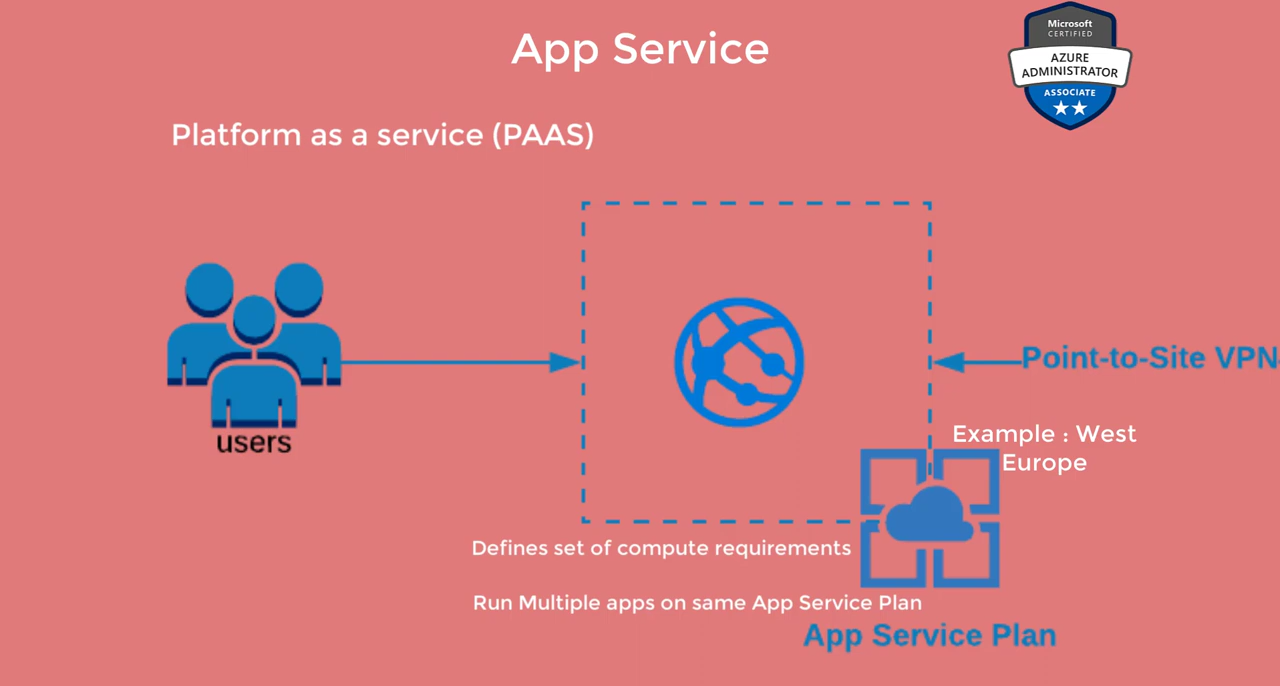 App Service
Microsoft
CERTIFIED
AZURE
ADMINISTRATOR
ASSOCIATE
Platform as a service (PAAS)
users
Point-to-Site VPN
Example : West
Europe
Defines set of compute requirements
Run Multiple apps on same App Service Plan
App Service Plan